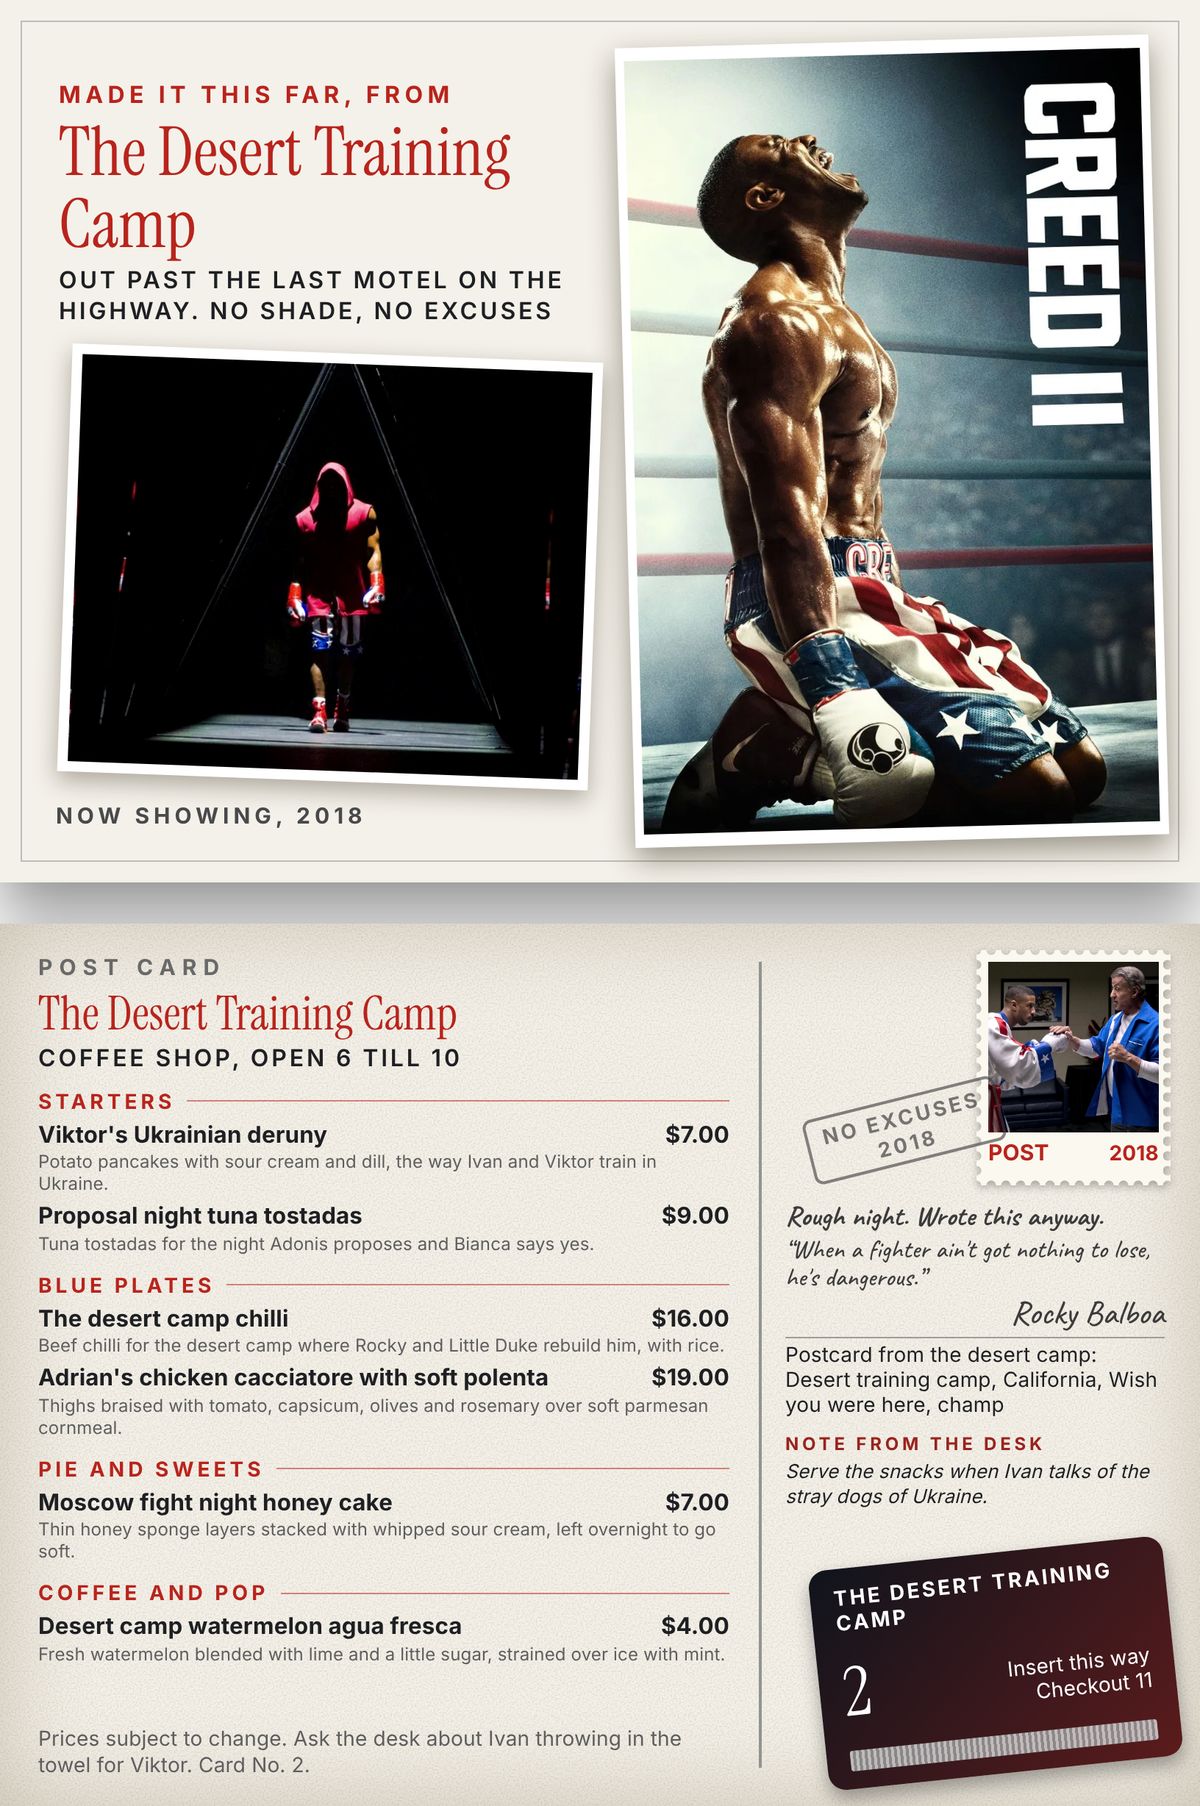 MADE IT THIS FAR, FROM
The Desert Training
Camp
OUT PAST THE LAST MOTEL ON THE
HIGHWAY. NO SHADE, NO EXCUSES
NOW SHOWING, 2018
CREED II
CRE
POST CARD
The Desert Training Camp
COFFEE SHOP, OPEN 6 TILL 10
STARTERS
Viktor's Ukrainian deruny $7.00
Potato pancakes with sour cream and dill, the way Ivan and Viktor train in
Ukraine.
Proposal night tuna tostadas $9.00
Tuna tostadas for the night Adonis proposes and Bianca says yes.
BLUE PLATES
The desert camp chilli $16.00
Beef chilli for the desert camp where Rocky and Little Duke rebuild him, with rice.
Adrian's chicken cacciatore with soft polenta $19.00
Thighs braised with tomato, capsicum, olives and rosemary over soft parmesan
cornmeal.
PIE AND SWEETS
Moscow fight night honey cake $7.00
Thin honey sponge layers stacked with whipped sour cream, left overnight to go
soft.
COFFEE AND POP
Desert camp watermelon agua fresca $4.00
Fresh watermelon blended with lime and a little sugar, strained over ice with mint.
Prices subject to change. Ask the desk about Ivan throwing in the
towel for Viktor. Card No. 2.
NO EXCUSES
2018
POST 2018
Rough night. Wrote this anyway.
“When a fighter ain't got nothing to lose,
he's dangerous.”
Rocky Balboa
Postcard from the desert camp:
Desert training camp, California, Wish
you were here, champ
NOTE FROM THE DESK
Serve the snacks when Ivan talks of the
stray dogs of Ukraine.
THE DESERT TRAINING
CAMP
2
Insert this way
Checkout 11